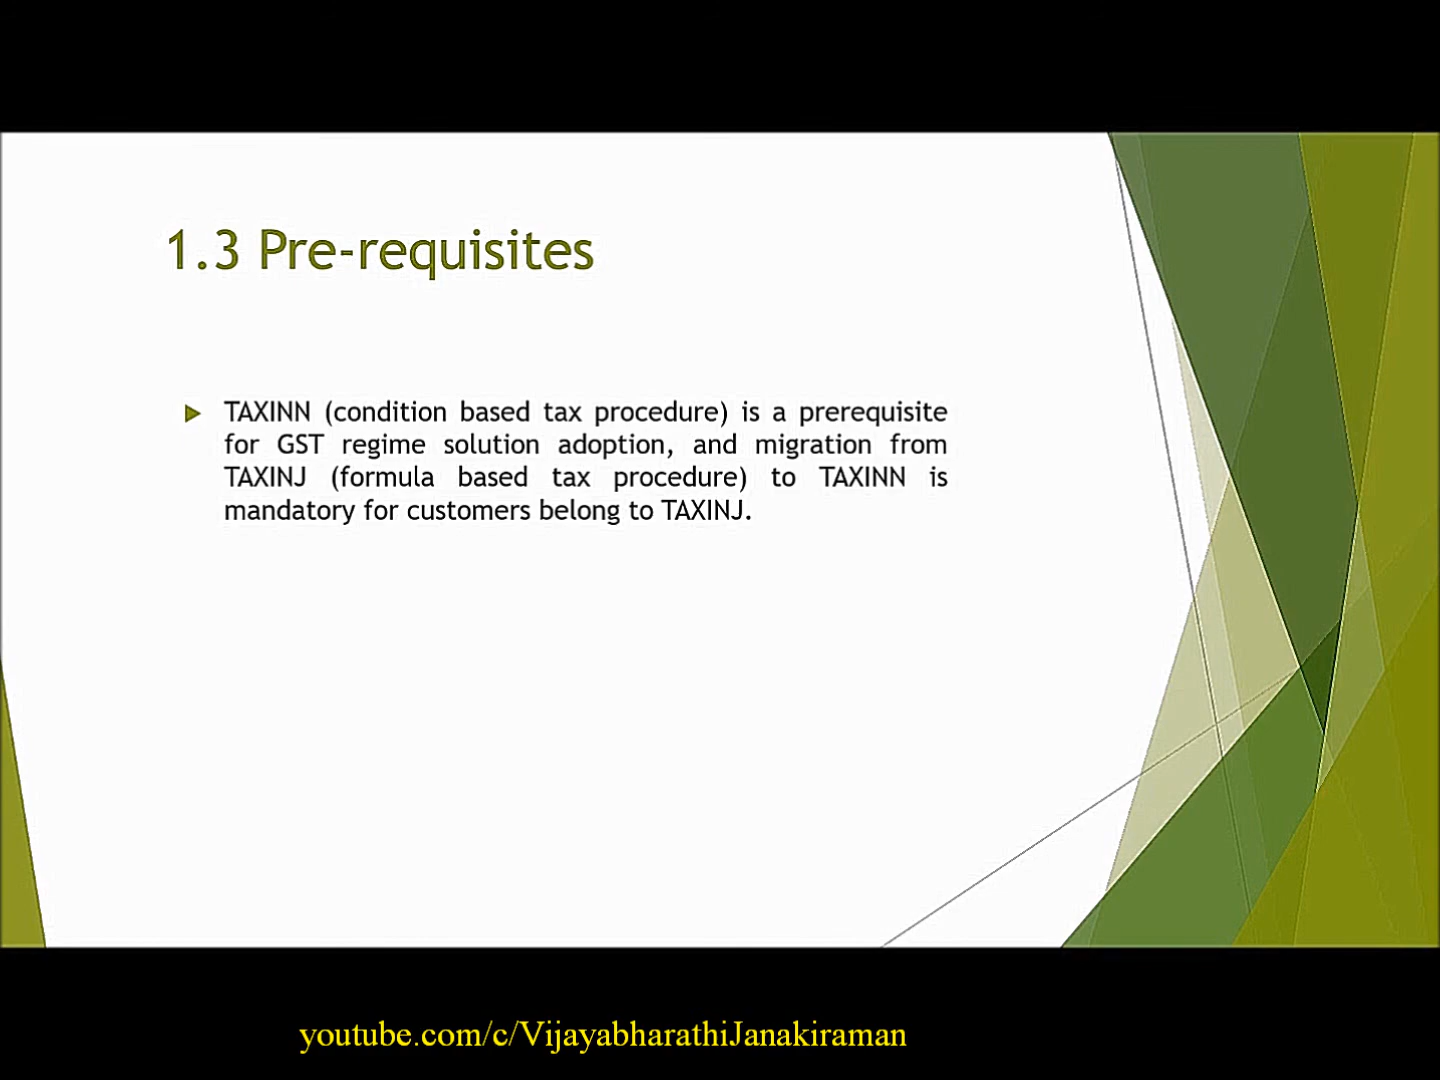 1.3 Pre-requisites
TAXINN (condition based tax procedure) is a prerequisite
for GST regime solution adoption, and migration from
TAXINJ (formula based tax procedure) to TAXINN is
mandatory for customers belong to TAXINJ.
youtube.com/c/VijayabharathiJanakiraman